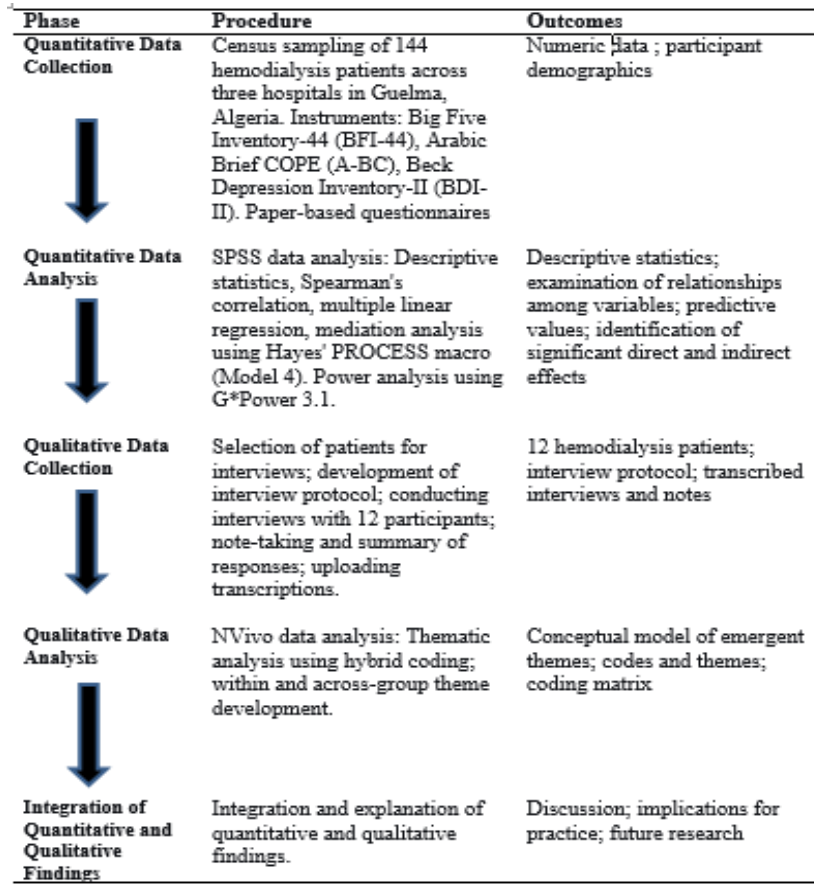 Phase Procedure Outcomes
Quantitative Data
Collection
Census sampling of 144
hemodialysis patients across
three hospitals in Guelma,
Algeria. Instruments: Big Five
Inventory-44 (BFI-44), Arabic
Brief COPE (A-BC), Beck
Depression Inventory-II (BDI-
II). Paper-based questionnaires
Numeric data ; participant
demographics
Quantitative Data
Analysis
SPSS data analysis: Descriptive
statistics, Spearman's
correlation, multiple linear
regression, mediation analysis
using Hayes' PROCESS macro
(Model 4). Power analysis using
G*Power 3.1.
Descriptive statistics;
examination of relationships
among variables; predictive
values; identification of
significant direct and indirect
effects
Qualitative Data
Collection
Selection of patients for
interviews; development of
interview protocol; conducting
interviews with 12 participants;
note-taking and summary of
responses; uploading
transcriptions.
12 hemodialysis patients;
interview protocol; transcribed
interviews and notes
Qualitative Data
Analysis
NVivo data analysis: Thematic
analysis using hybrid coding;
within and across-group theme
development.
Conceptual model of emergent
themes; codes and themes;
coding matrix
Integration of
Quantitative and
Qualitative
Findings
Integration and explanation of
quantitative and qualitative
findings.
Discussion; implications for
practice; future research